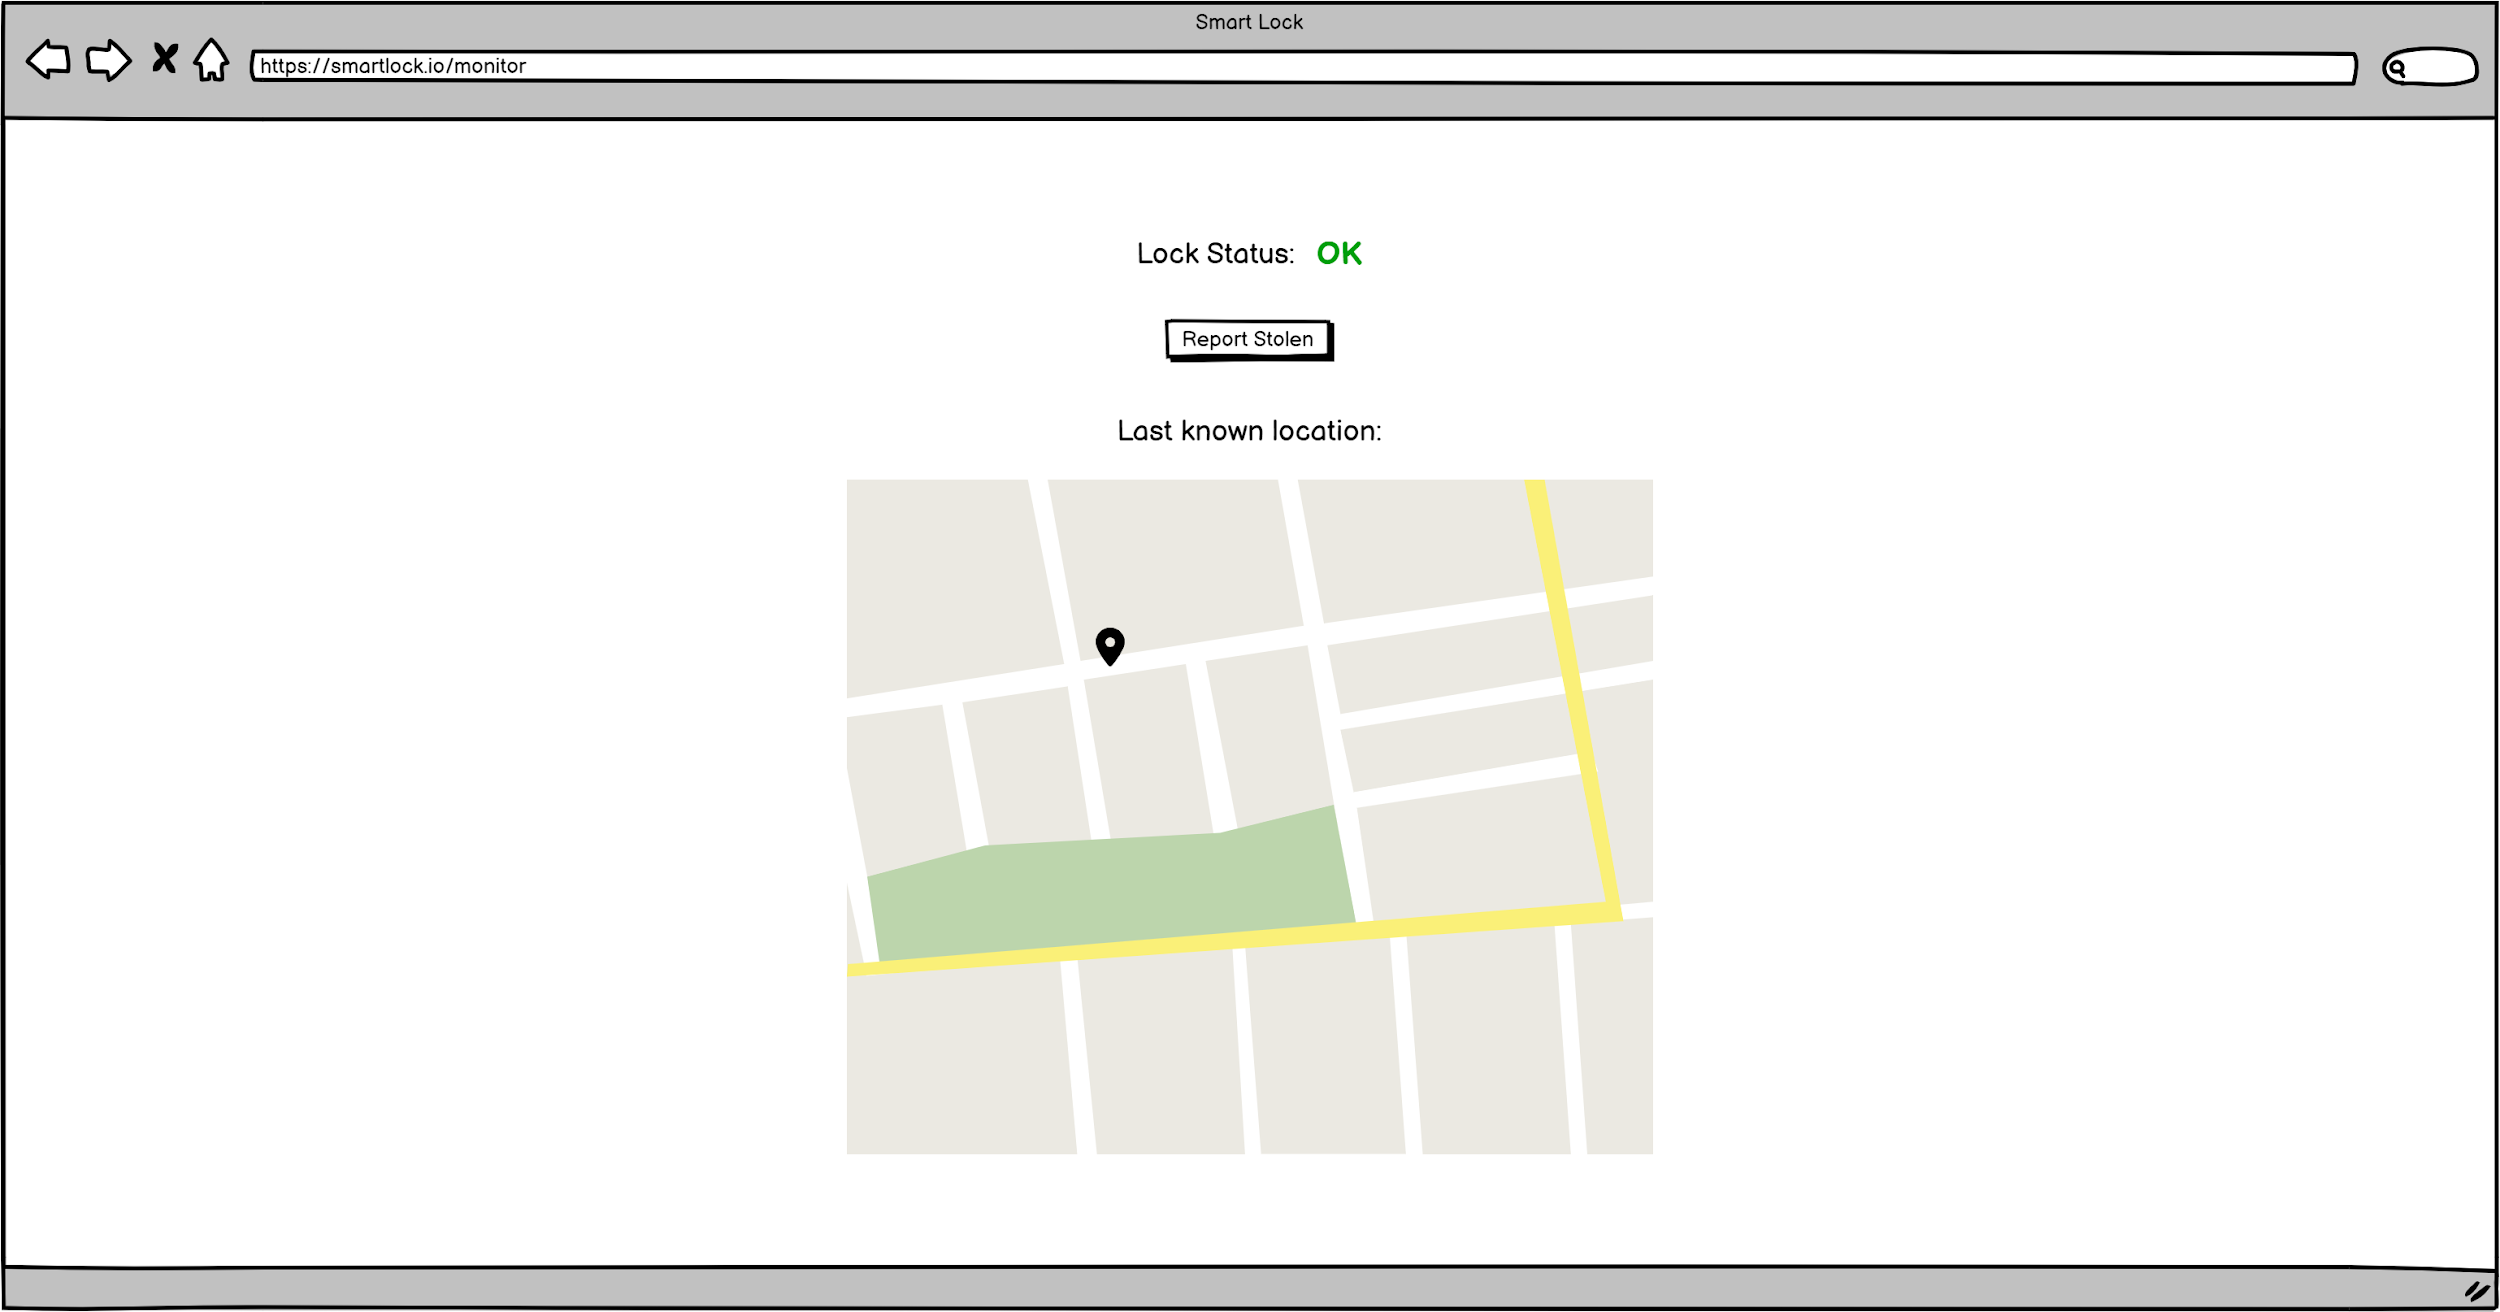 Smart Lock
https://smartlock.io/monitor
Lock Status: OK
Report Stolen
Last known location: